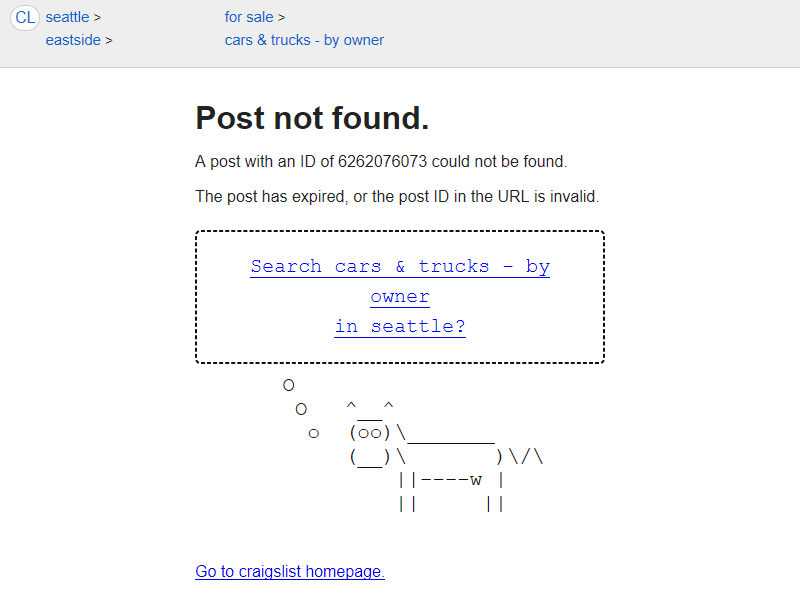 CL seattle > for sale >
eastside > cars & trucks - by owner
Post not found.
A post with an ID of 6262076073 could not be found.
The post has expired, or the post ID in the URL is invalid.
Search cars & trucks - by
owner
in seattle?
O
O   ^__^
o   (oo)\_______
(__)\       )\/\
||----w |
||     ||
Go to craigslist homepage.